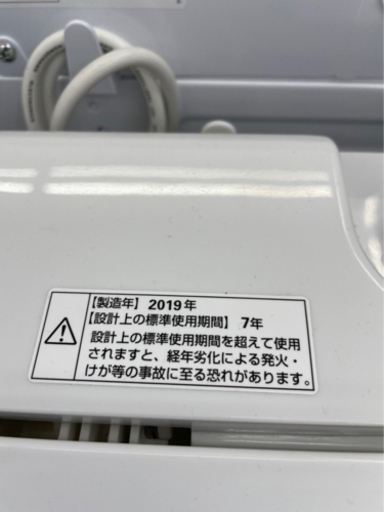 【製造年】2019年
【設計上の標準使用期間】7年
設計上の標準使用期間を超えて使用
されますと、経年劣化による発火・
けが等の事故に至る恐れがあります。